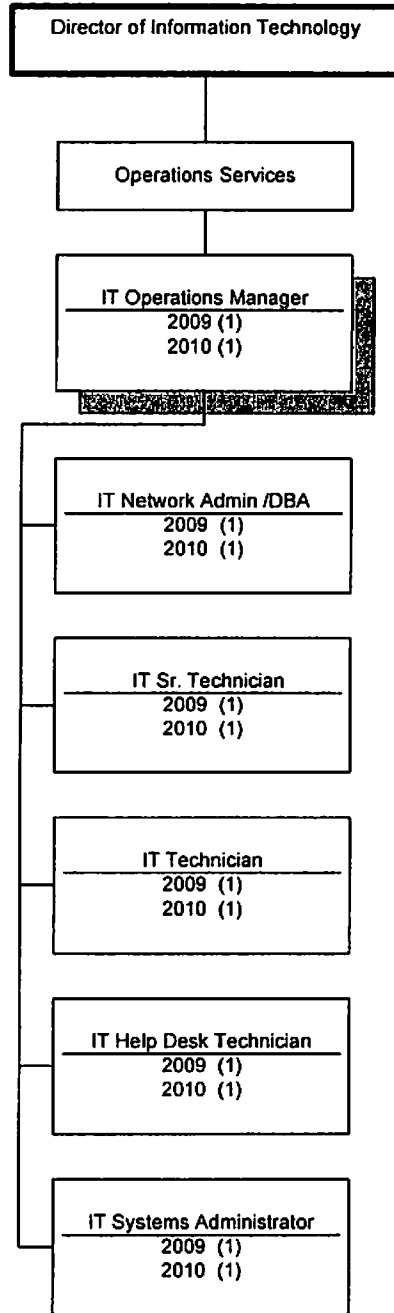 Director of Information Technology
Operations Services
IT Operations Manager
2009 (1)
2010 (1)
IT Network Admin /DBA
2009 (1)
2010 (1)
IT Sr. Technician
2009 (1)
2010 (1)
IT Technician
2009 (1)
2010 (1)
IT Help Desk Technician
2009 (1)
2010 (1)
IT Systems Administrator
2009 (1)
2010 (1)